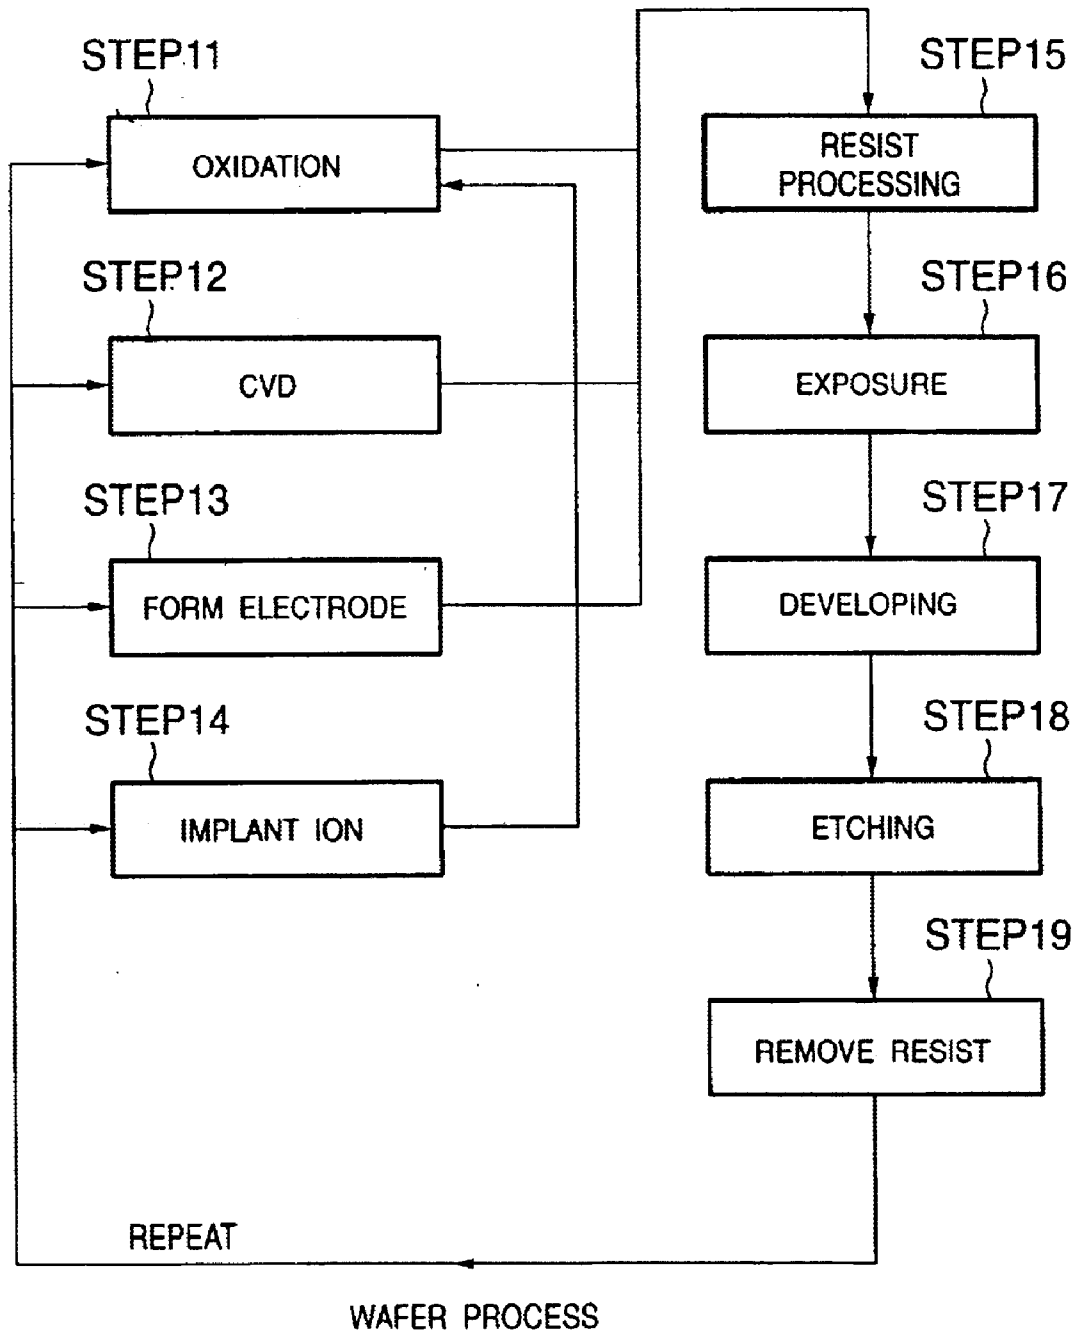 STEP11
OXIDATION
STEP12
CVD
STEP13
FORM ELECTRODE
STEP14
IMPLANT ION
STEP15
RESIST
PROCESSING
STEP16
EXPOSURE
STEP17
DEVELOPING
STEP18
ETCHING
STEP19
REMOVE RESIST
REPEAT
WAFER PROCESS